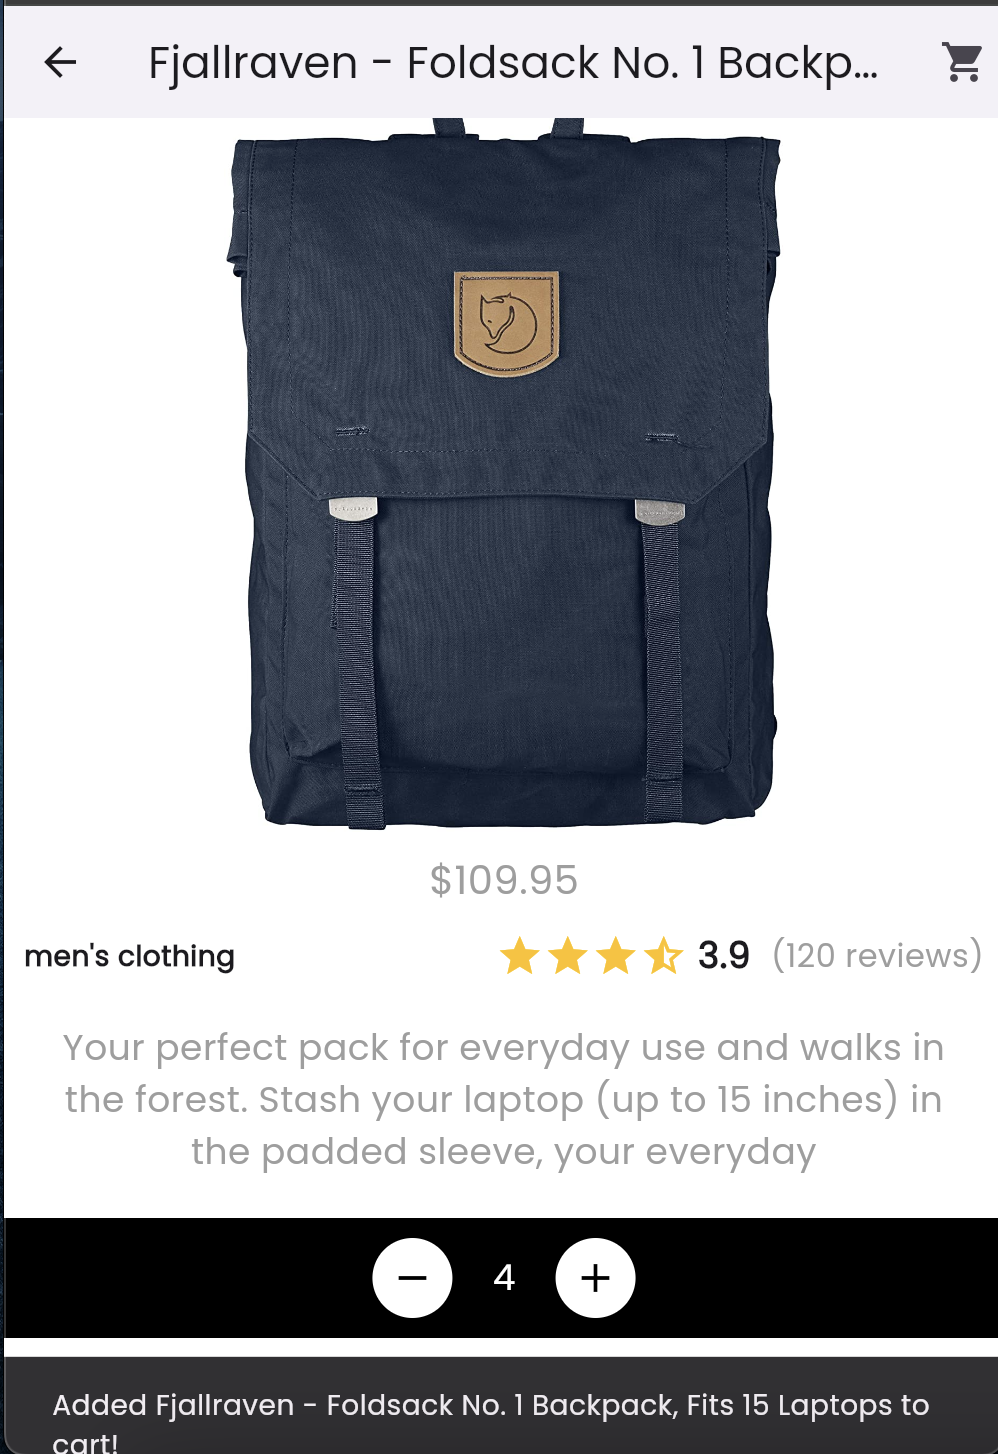 Fjallraven - Foldsack No. 1 Backp...
$109.95
men's clothing 3.9 (120 reviews)
Your perfect pack for everyday use and walks in
the forest. Stash your laptop (up to 15 inches) in
the padded sleeve, your everyday
4
Added Fjallraven - Foldsack No. 1 Backpack, Fits 15 Laptops to
cart!